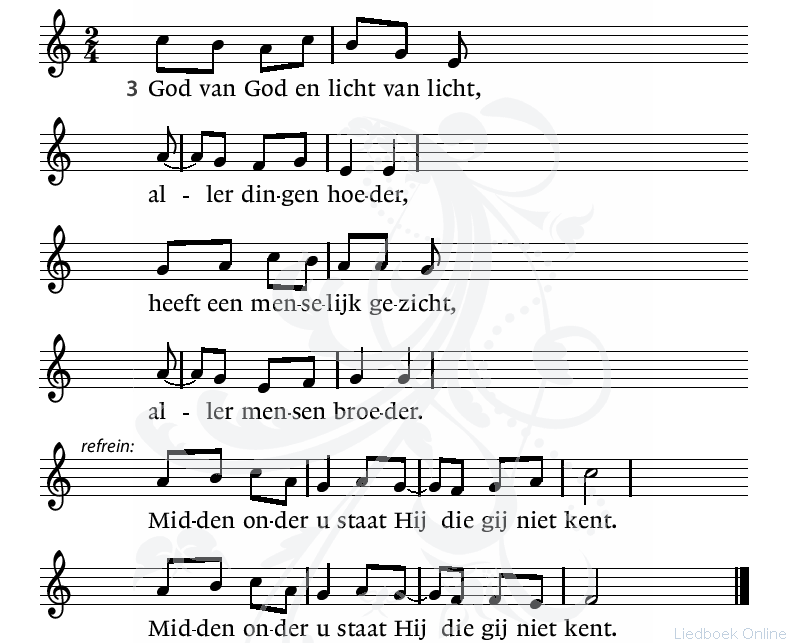 2 4
3 God van God en licht van licht,
al - ler din-gen hoe-der,
heeft een men-se-lijk ge-zicht,
al - ler men-sen broe-der.
refrein:
Mid-den on-der u staat Hij die gij niet kent.
Mid-den on-der u staat Hij die gij niet kent.
Liedboek Online